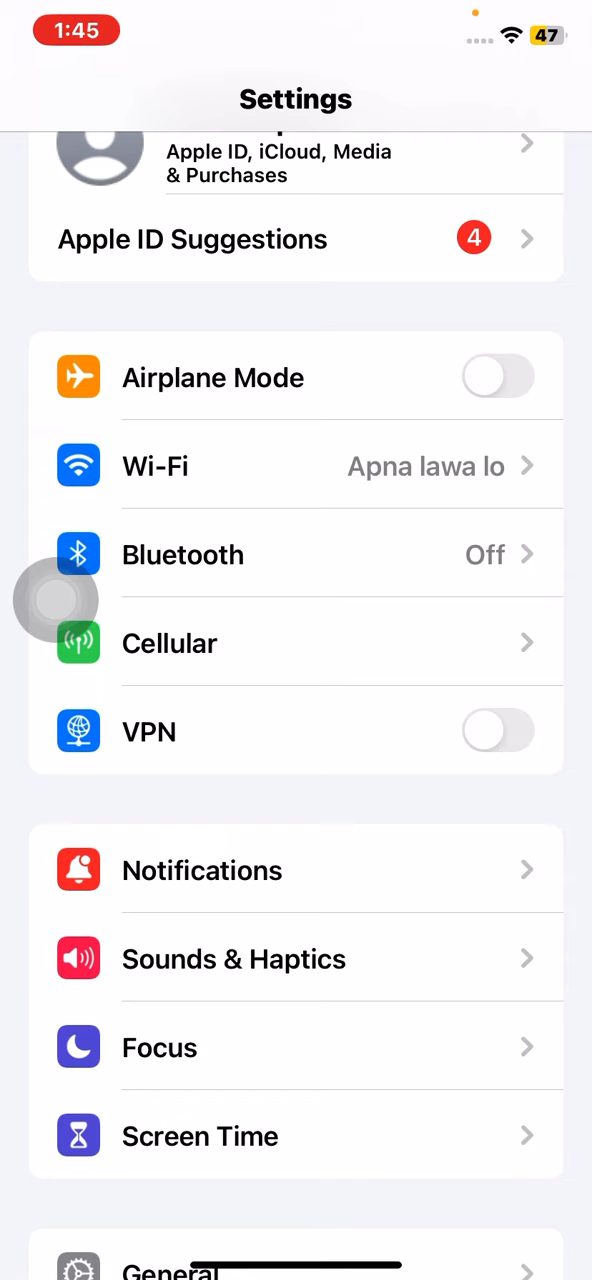 1:45
47
Settings
Apple ID, iCloud, Media
& Purchases
Apple ID Suggestions 4
Airplane Mode
Wi-Fi Apna lawa lo
Bluetooth Off
Cellular
VPN
Notifications
Sounds & Haptics
Focus
Screen Time
General